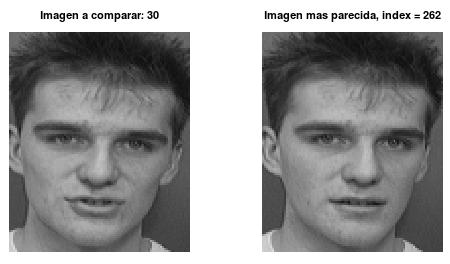 Imagen a comparar: 30
Imagen mas parecida, index = 262